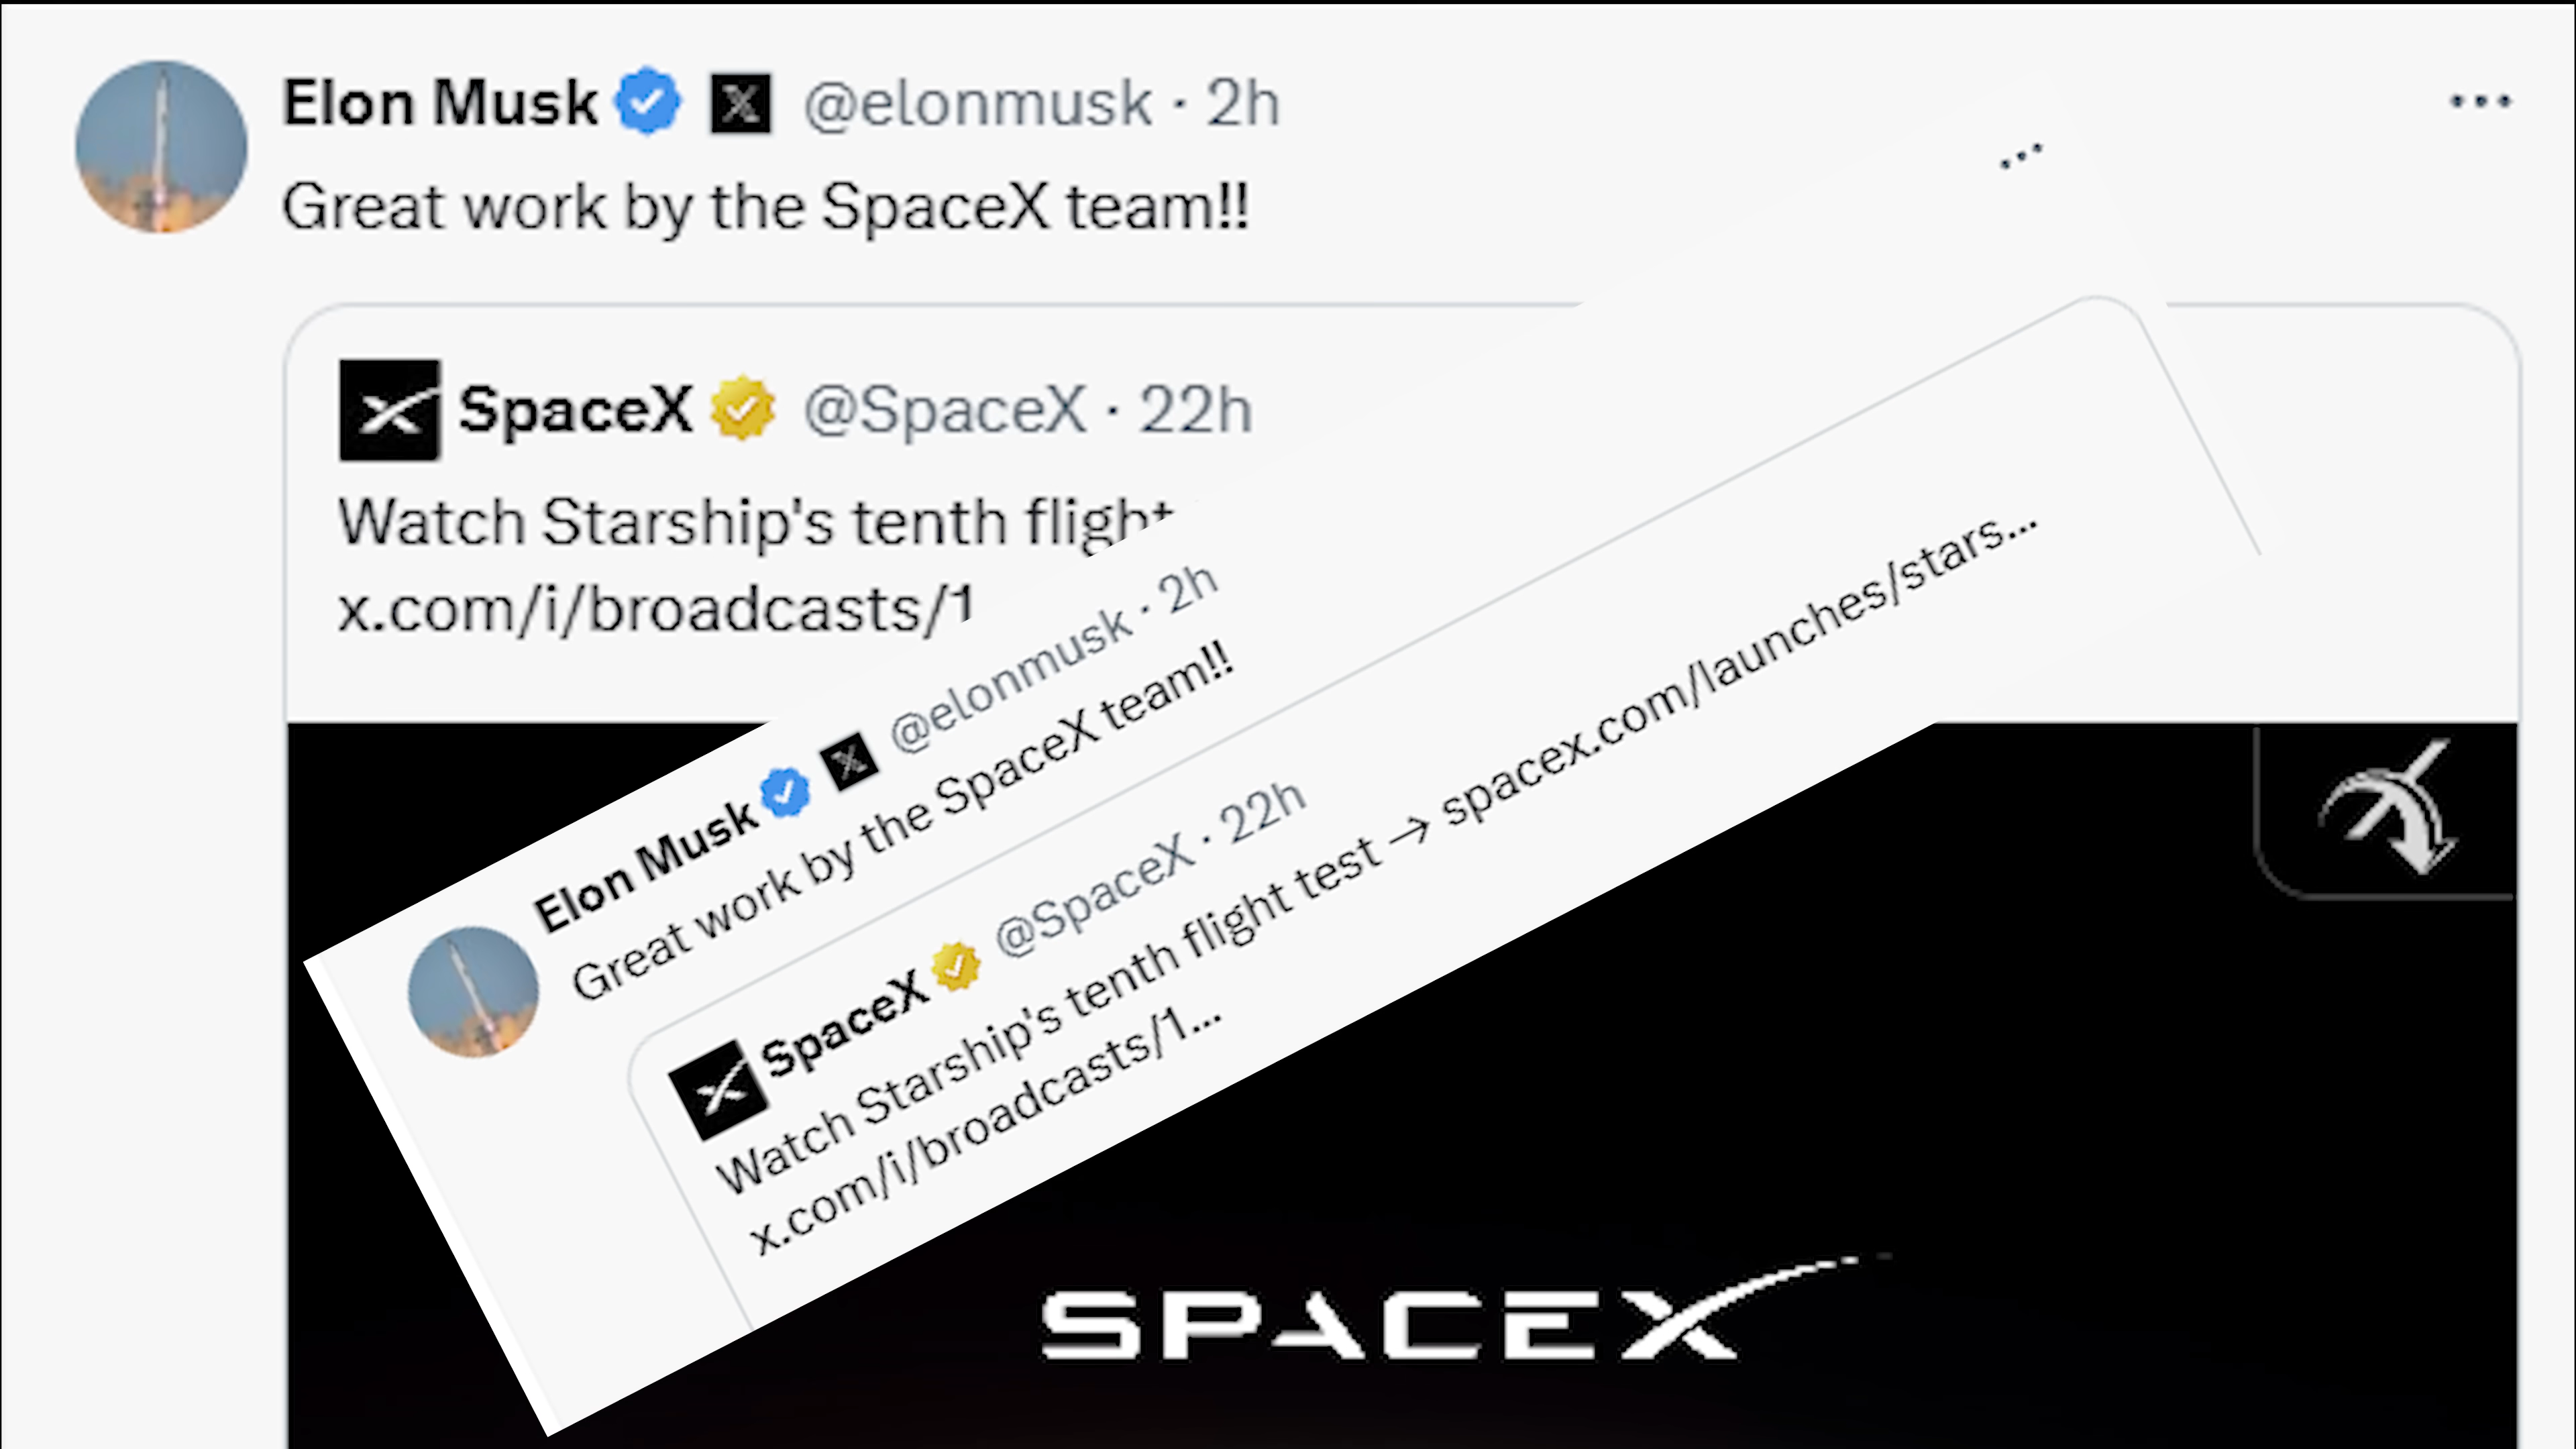 Elon Musk @elonmusk · 2h
Great work by the SpaceX team!!
SpaceX @SpaceX · 22h
Watch Starship's tenth flight
x.com/i/broadcasts/1
Elon Musk @elonmusk · 2h
Great work by the SpaceX team!!
SpaceX @SpaceX · 22h
Watch Starship's tenth flight test → spacex.com/launches/stars...
x.com/i/broadcasts/1...
SPACEX